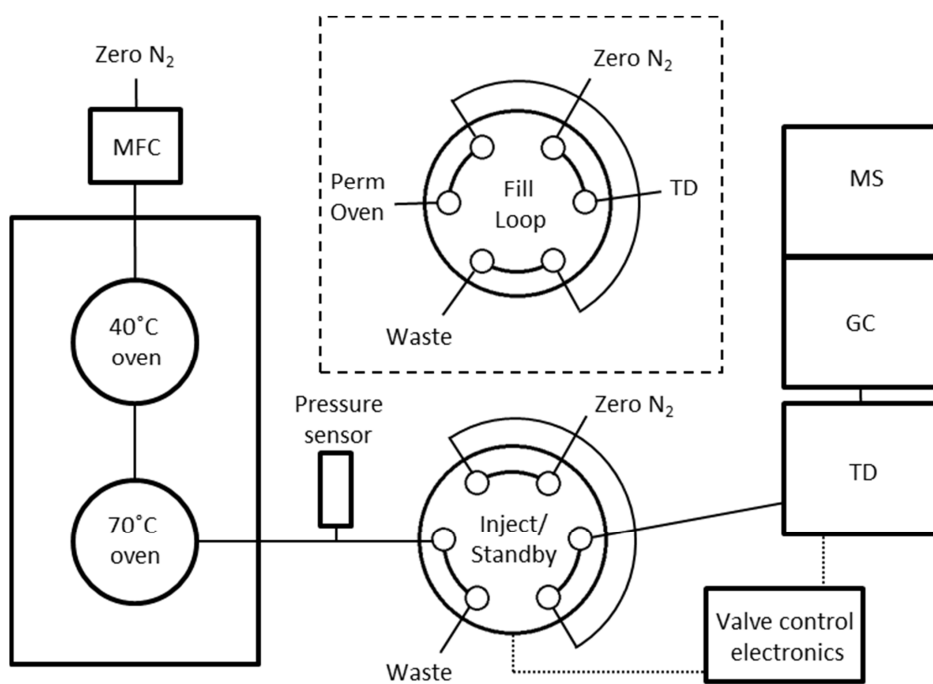 Zero N₂
MFC
40˚C
oven
70˚C
oven
Pressure
sensor
Zero N₂
Perm
Oven
Fill
Loop
TD
Waste
Zero N₂
Inject/
Standby
Waste
MS
GC
TD
Valve control
electronics